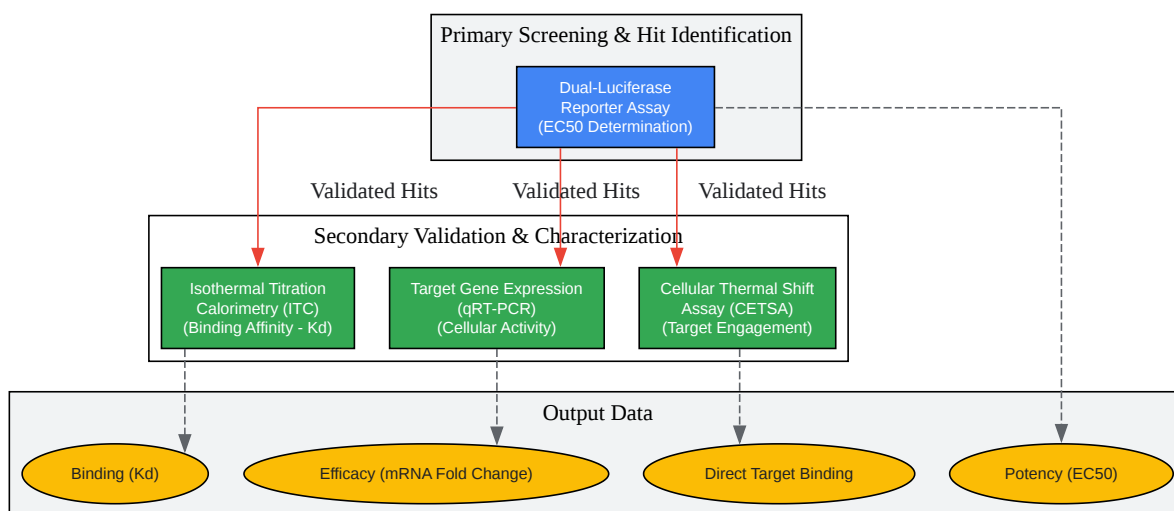 Primary Screening & Hit Identification
Dual-Luciferase
Reporter Assay
(EC50 Determination)
Validated Hits
Validated Hits
Validated Hits
Secondary Validation & Characterization
Isothermal Titration
Calorimetry (ITC)
(Binding Affinity - Kd)
Target Gene Expression
(qRT-PCR)
(Cellular Activity)
Cellular Thermal Shift
Assay (CETSA)
(Target Engagement)
Output Data
Binding (Kd)
Efficacy (mRNA Fold Change)
Direct Target Binding
Potency (EC50)